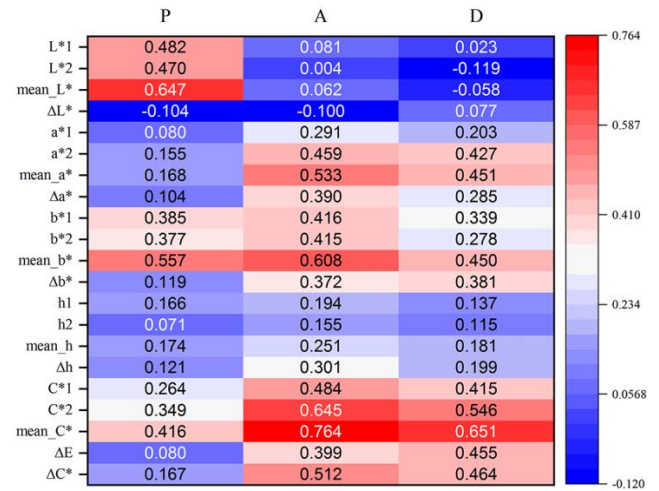 P A D
L*1 0.482 0.081 0.023
L*2 0.470 0.004 -0.119
mean_L* 0.647 0.062 -0.058
ΔL* -0.104 -0.100 0.077
a*1 0.080 0.291 0.203
a*2 0.155 0.459 0.427
mean_a* 0.168 0.533 0.451
Δa* 0.104 0.390 0.285
b*1 0.385 0.416 0.339
b*2 0.377 0.415 0.278
mean_b* 0.557 0.608 0.450
Δb* 0.119 0.372 0.381
h1 0.166 0.194 0.137
h2 0.071 0.155 0.115
mean_h 0.174 0.251 0.181
Δh 0.121 0.301 0.199
C*1 0.264 0.484 0.415
C*2 0.349 0.645 0.546
mean_C* 0.416 0.764 0.651
ΔE 0.080 0.399 0.455
ΔC* 0.167 0.512 0.464
0.764
0.587
0.410
0.234
0.0568
-0.120